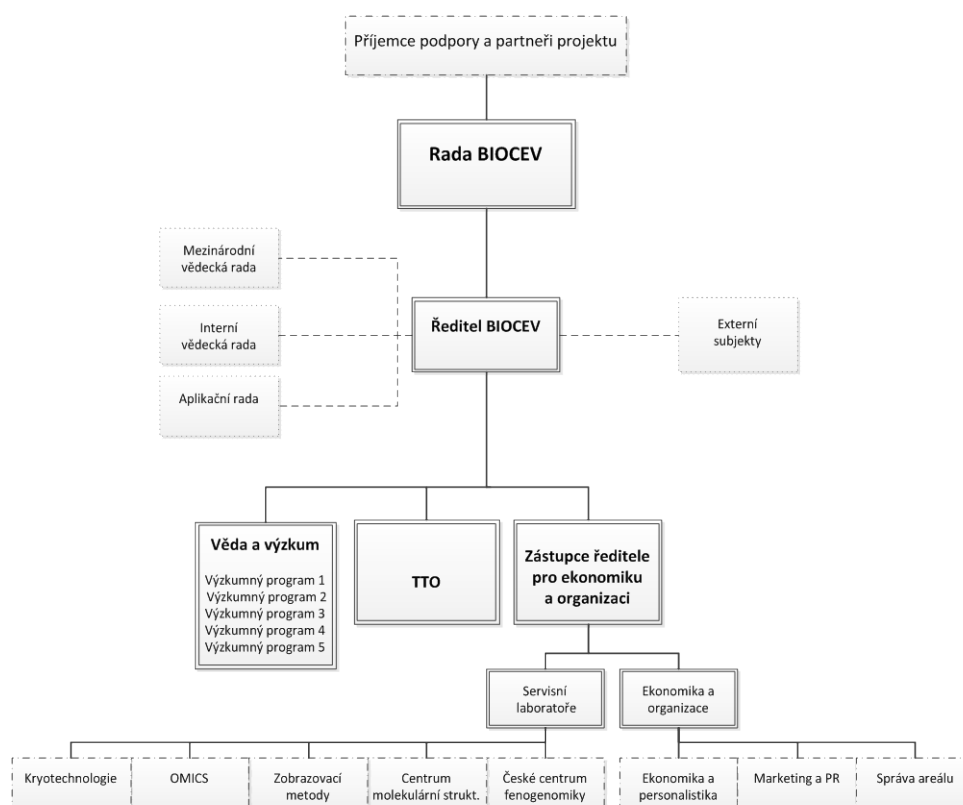 Příjemce podpory a partneři projektu
Rada BIOCEV
Mezinárodní
vědecká rada
Interní
vědecká rada
Ředitel BIOCEV
Externí
subjekty
Aplikační rada
Věda a výzkum
Výzkumný program 1
Výzkumný program 2
Výzkumný program 3
Výzkumný program 4
Výzkumný program 5
TTO
Zástupce ředitele
pro ekonomiku
a organizaci
Servisní
laboratoře
Ekonomika a
organizace
Kryotechnologie
OMICS
Zobrazovací
metody
Centrum
molekulární strukt.
České centrum
fenogenomiky
Ekonomika a
personalistika
Marketing a PR
Správa areálu